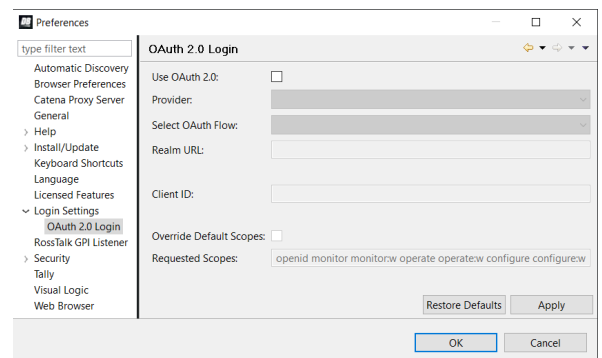 Preferences
type filter text
OAuth 2.0 Login
Automatic Discovery
Browser Preferences
Catena Proxy Server
General
Help
Install/Update
Keyboard Shortcuts
Language
Licensed Features
Login Settings
OAuth 2.0 Login
RossTalk GPI Listener
Security
Tally
Visual Logic
Web Browser
Use OAuth 2.0:
Provider:
Select OAuth Flow:
Realm URL:
Client ID:
Override Default Scopes:
Requested Scopes: openid monitor monitor:w operate operate:w configure configure:w
Restore Defaults Apply
OK Cancel